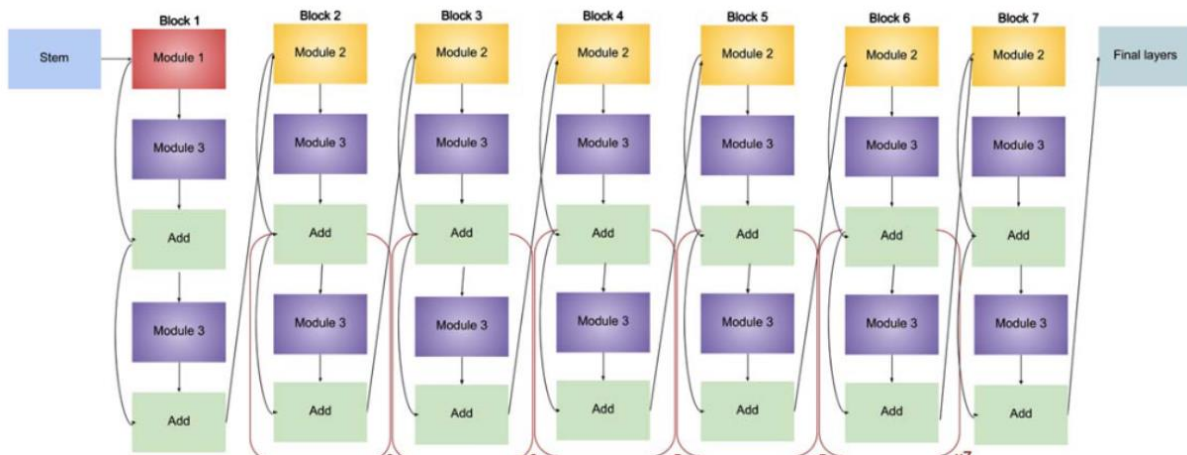 Block 1
Block 2
Block 3
Block 4
Block 5
Block 6
Block 7
Stem
Module 1
Module 2
Module 2
Module 2
Module 2
Module 2
Module 2
Final layers
Module 3
Module 3
Module 3
Module 3
Module 3
Module 3
Module 3
Add
Add
Add
Add
Add
Add
Add
Module 3
Module 3
Module 3
Module 3
Module 3
Module 3
Module 3
Add
Add
Add
Add
Add
Add
Add